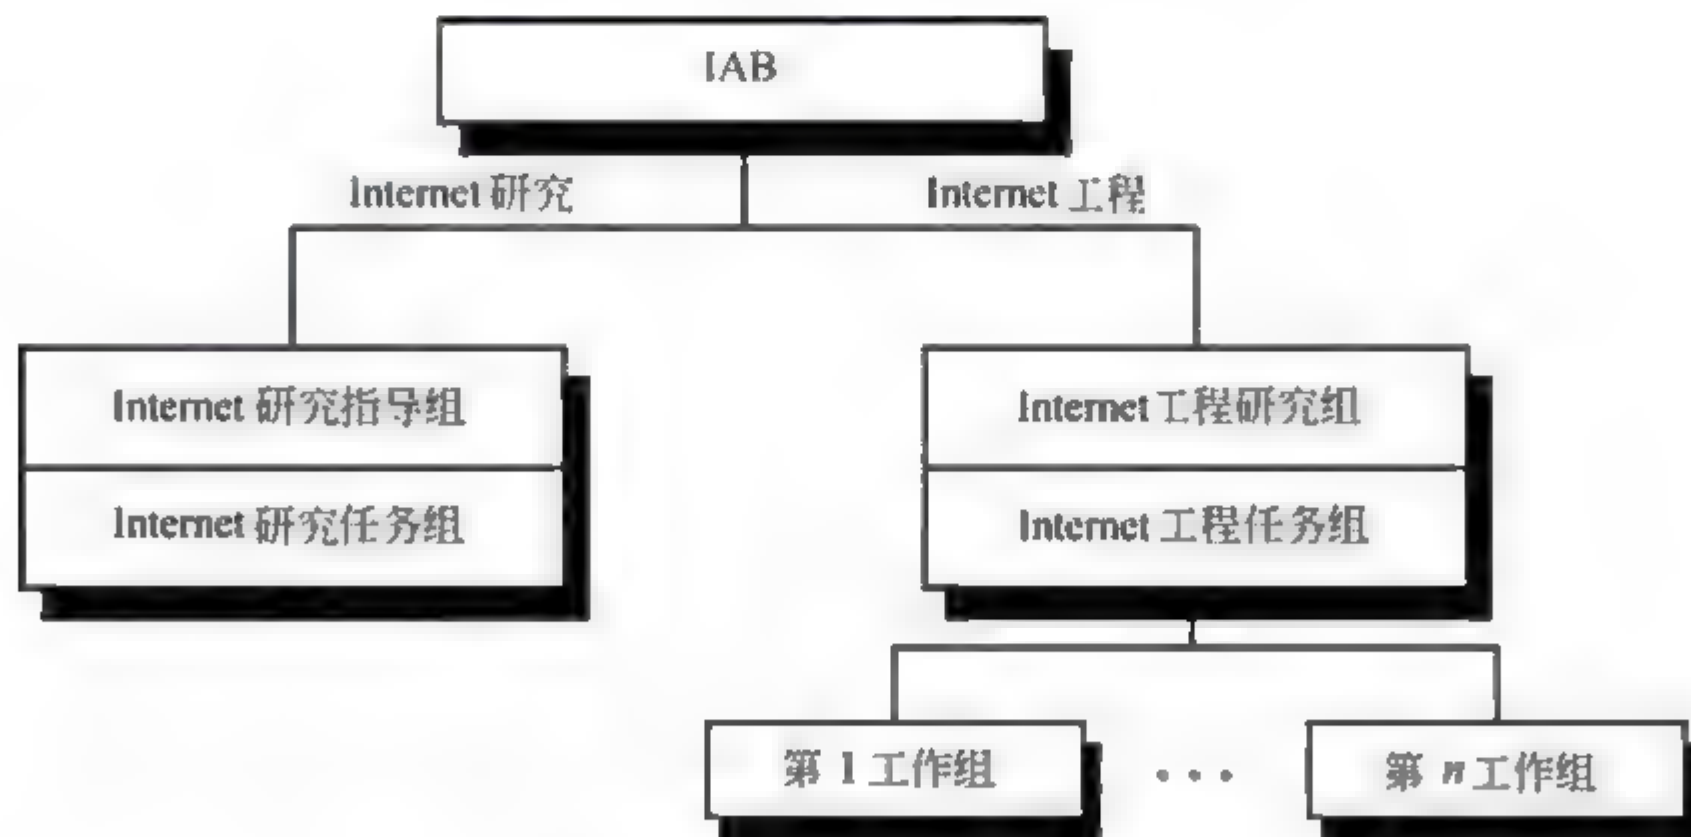 IAB
Internet 研究
Internet 工程
Internet 研究指导组
Internet 工程研究组
Internet 研究任务组
Internet 工程任务组
第 1 工作组
• • •
第 n 工作组